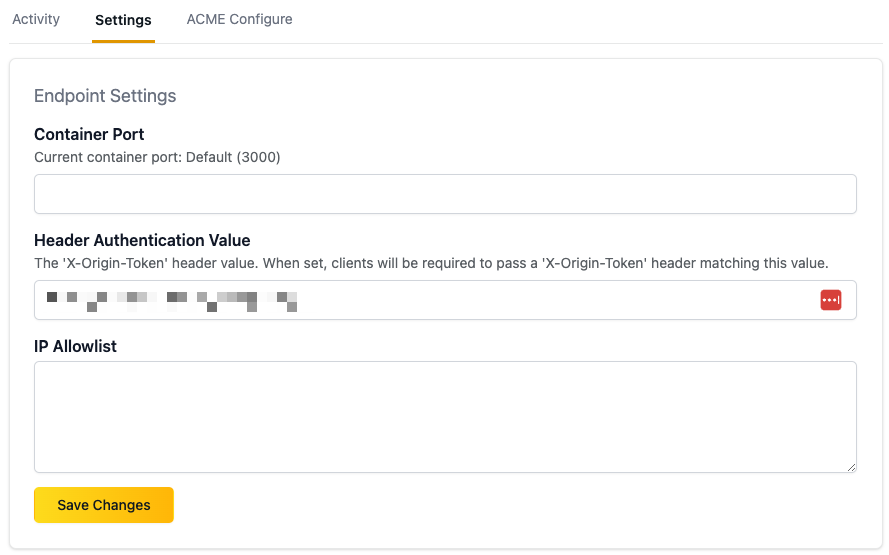 Activity
Settings
ACME Configure
Endpoint Settings
Container Port
Current container port: Default (3000)
Header Authentication Value
The 'X-Origin-Token' header value. When set, clients will be required to pass a 'X-Origin-Token' header matching this value.
IP Allowlist
Save Changes